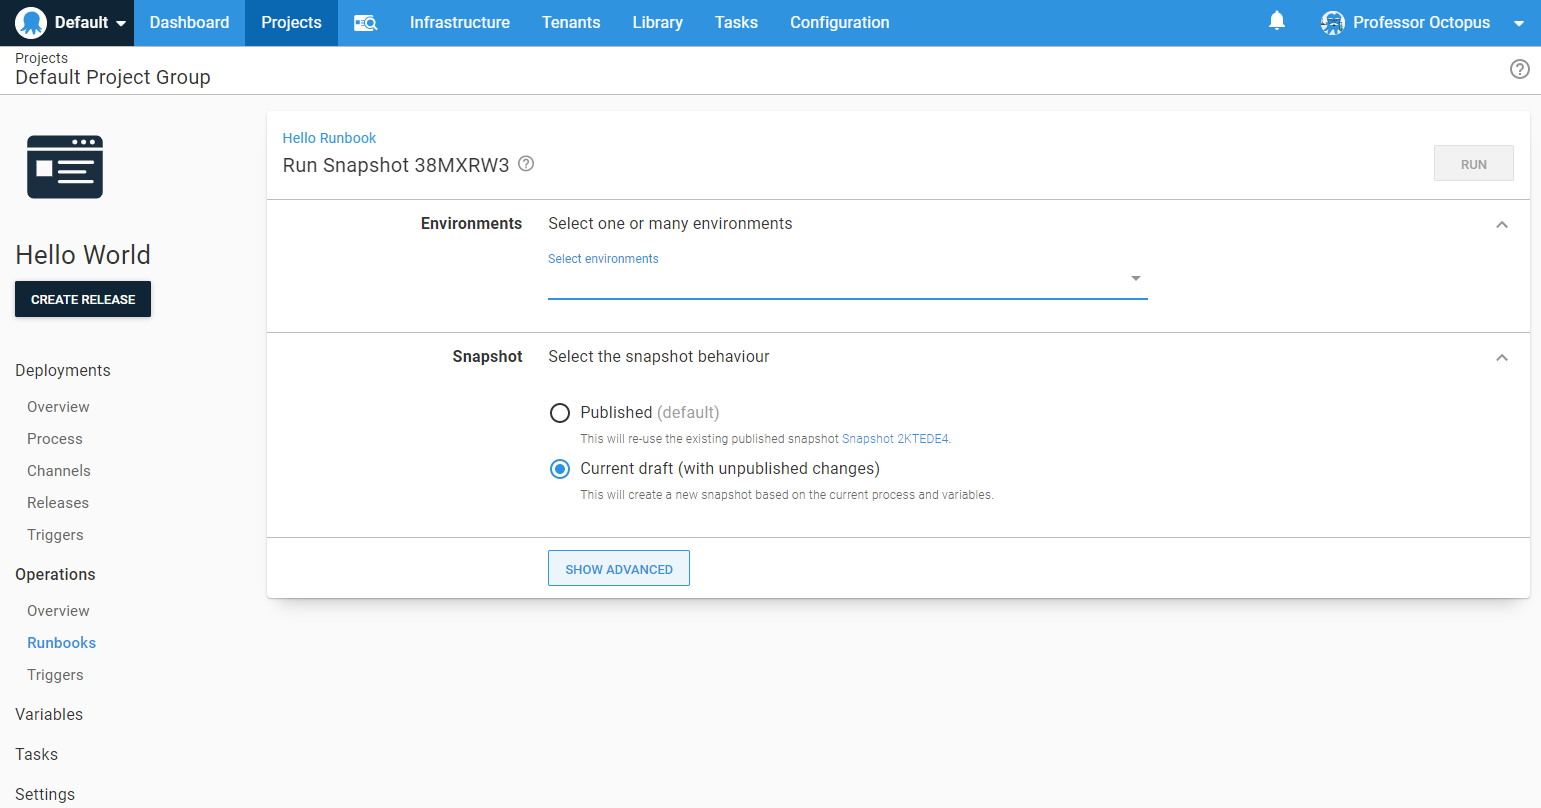 Default Dashboard Projects Infrastructure Tenants Library Tasks Configuration Professor Octopus
Projects
Default Project Group
Hello World
CREATE RELEASE
Deployments
Overview
Process
Channels
Releases
Triggers
Operations
Overview
Runbooks
Triggers
Variables
Tasks
Settings
Hello Runbook
Run Snapshot 38MXRW3
RUN
Environments Select one or many environments
Select environments
Snapshot Select the snapshot behaviour
Published (default)
This will re-use the existing published snapshot Snapshot 2KTEDE4.
Current draft (with unpublished changes)
This will create a new snapshot based on the current process and variables.
SHOW ADVANCED